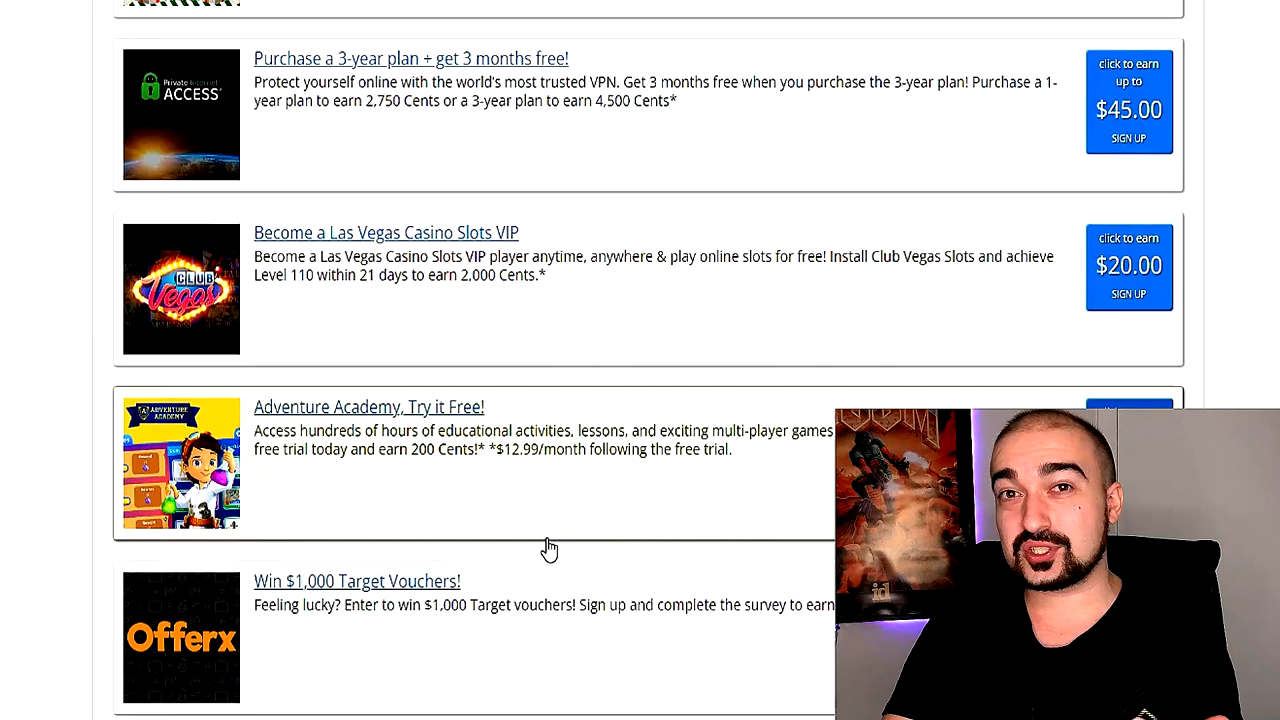 Purchase a 3-year plan + get 3 months free!
Protect yourself online with the world's most trusted VPN. Get 3 months free when you purchase the 3-year plan! Purchase a 1-
year plan to earn 2,750 Cents or a 3-year plan to earn 4,500 Cents*
Private Internet
ACCESS
click to earn
up to
$45.00
SIGN UP
Become a Las Vegas Casino Slots VIP
Become a Las Vegas Casino Slots VIP player anytime, anywhere & play online slots for free! Install Club Vegas Slots and achieve
Level 110 within 21 days to earn 2,000 Cents.*
CLUB
Vegas
click to earn
$20.00
SIGN UP
Adventure Academy, Try it Free!
Access hundreds of hours of educational activities, lessons, and exciting multi-player games
free trial today and earn 200 Cents!* *$12.99/month following the free trial.
ADVENTURE
ACADEMY
Win $1,000 Target Vouchers!
Feeling lucky? Enter to win $1,000 Target vouchers! Sign up and complete the survey to earn
Offerx
id